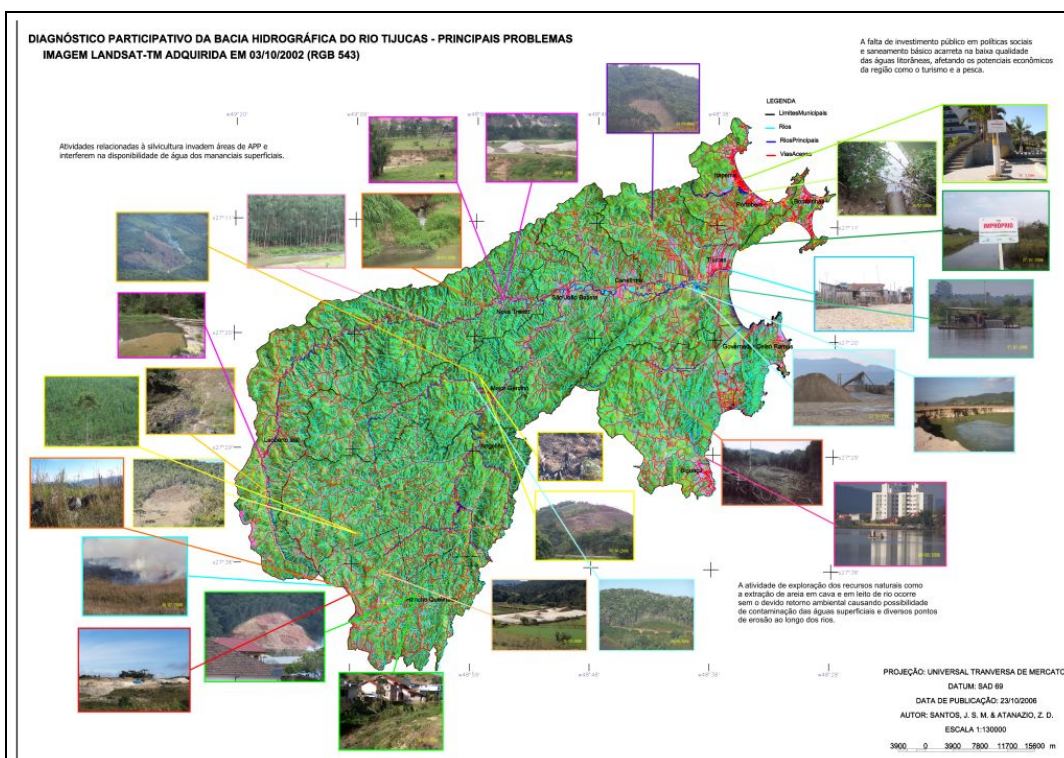 DIAGNÓSTICO PARTICIPATIVO DA BACIA HIDROGRÁFICA DO RIO TIJUCAS - PRINCIPAIS PROBLEMAS
IMAGEM LANDSAT-TM ADQUIRIDA EM 03/10/2002 (RGB 543)
A falta de investimento público em políticas sociais
e saneamento básico acarreta na baixa qualidade
das águas litorâneas, afetando os potenciais econômicos
da região como o turismo e a pesca.
Atividades relacionadas à silvicultura invadem áreas de APP e
interferem na disponibilidade de água dos mananciais superficiais.
LEGENDA
LimitesMunicipais
Rios
RiosPrincipais
Itapema
Portobelo
Bombinhas
IMPRÓPRIO
Tijucas
Canelinha
São João Batista
Nova Trento
Governador Celso Ramos
Major Gercino
Leoberto Leal
Biguaçu
A atividade de exploração dos recursos naturais como
a extração de areia em cava e em leito de rio ocorre
sem o devido retorno ambiental causando possibilidade
de contaminação das águas superficiais e diversos pontos
de erosão ao longo dos rios.
PROJEÇÃO: UNIVERSAL TRANVERSA DE MERCATO
DATUM: SAD 69
DATA DE PUBLICAÇÃO: 23/10/2006
AUTOR: SANTOS, J. S. M. & ATANAZIO, Z. D.
ESCALA 1:130000
3900 0 3900 7800 11700 15600 m